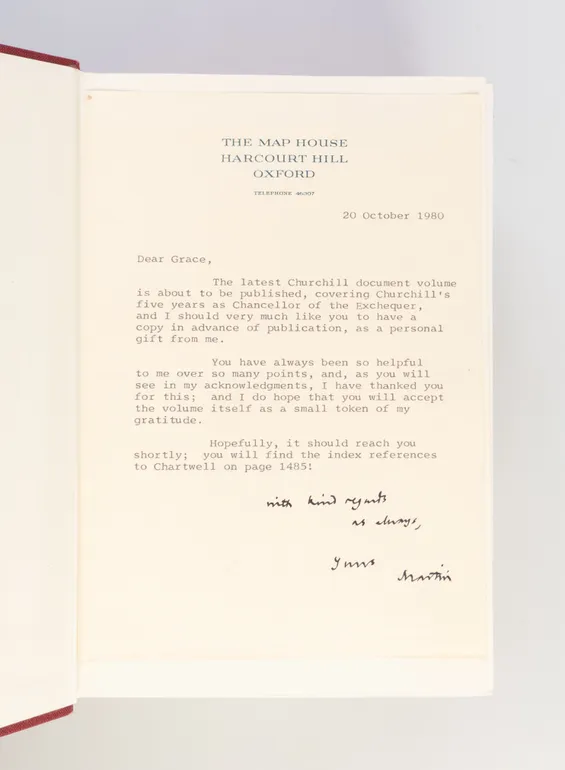 THE MAP HOUSE
HARCOURT HILL
OXFORD
TELEPHONE 46207
20 October 1980
Dear Grace,
The latest Churchill document volume
is about to be published, covering Churchill's
five years as Chancellor of the Exchequer,
and I should very much like you to have a
copy in advance of publication, as a personal
gift from me.
You have always been so helpful
to me over so many points, and, as you will
see in my acknowledgments, I have thanked you
for this; and I do hope that you will accept
the volume itself as a small token of my
gratitude.
Hopefully, it should reach you
shortly; you will find the index references
to Chartwell on page 1485!
with kind regards
as always,
Yours
Martin